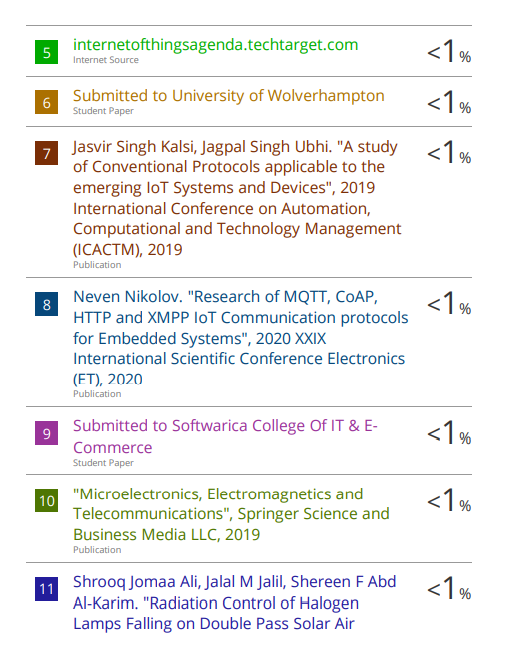 5 internetofthingsagenda.techtarget.com <1%
Internet Source
6 Submitted to University of Wolverhampton <1%
Student Paper
7 Jasvir Singh Kalsi, Jagpal Singh Ubhi. "A study <1%
of Conventional Protocols applicable to the
emerging IoT Systems and Devices", 2019
International Conference on Automation,
Computational and Technology Management
(ICACTM), 2019
Publication
8 Neven Nikolov. "Research of MQTT, CoAP, <1%
HTTP and XMPP IoT Communication protocols
for Embedded Systems", 2020 XXIX
International Scientific Conference Electronics
(ET), 2020
Publication
9 Submitted to Softwarica College Of IT & E- <1%
Commerce
Student Paper
10 "Microelectronics, Electromagnetics and <1%
Telecommunications", Springer Science and
Business Media LLC, 2019
Publication
11 Shrooq Jomaa Ali, Jalal M Jalil, Shereen F Abd <1%
Al-Karim. "Radiation Control of Halogen
Lamps Falling on Double Pass Solar Air